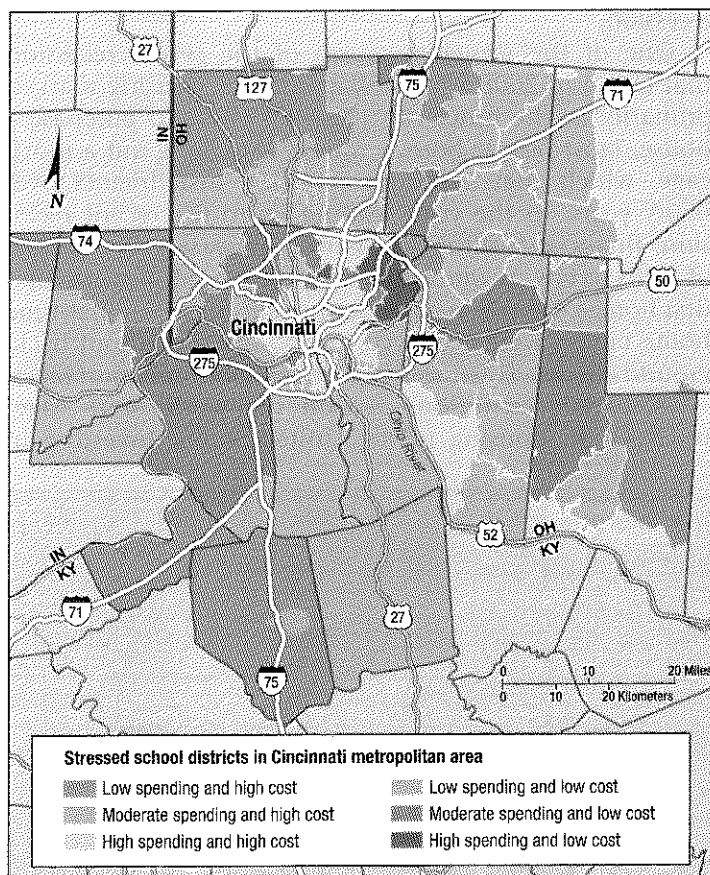 27
127
75
71
IN
OH
N
74
50
Cincinnati
275
275
Ohio River
52
OH
KY
IN
KY
71
27
75
0 10 20 Miles
0 10 20 Kilometers
Stressed school districts in Cincinnati metropolitan area
Low spending and high cost
Moderate spending and high cost
High spending and high cost
Low spending and low cost
Moderate spending and low cost
High spending and low cost